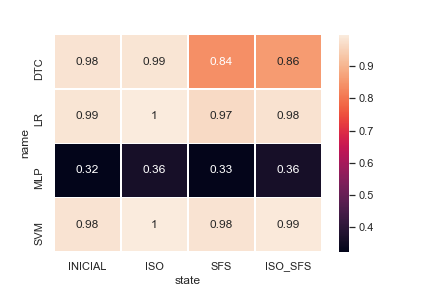 DTC 0.98 0.99 0.84 0.86
LR 0.99 1 0.97 0.98
MLP 0.32 0.36 0.33 0.36
SVM 0.98 1 0.98 0.99
name
INICIAL ISO SFS ISO_SFS
state
0.9
0.8
0.7
0.6
0.5
0.4